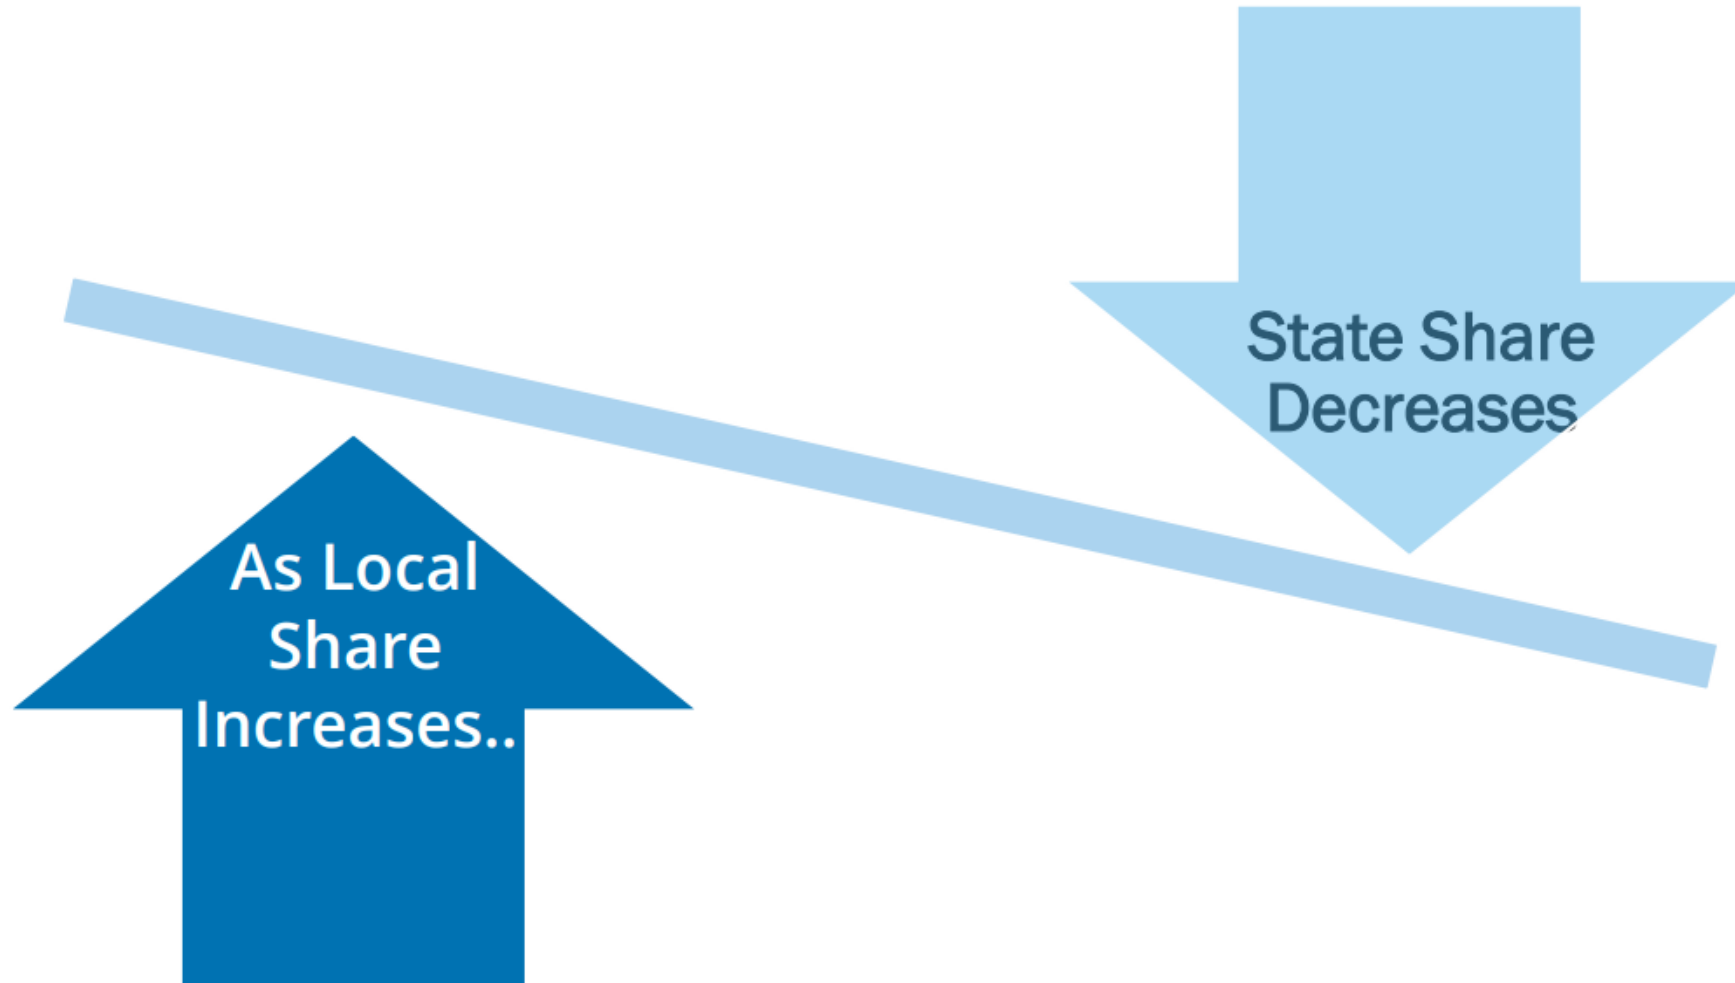 As Local
Share
Increases..
State Share
Decreases